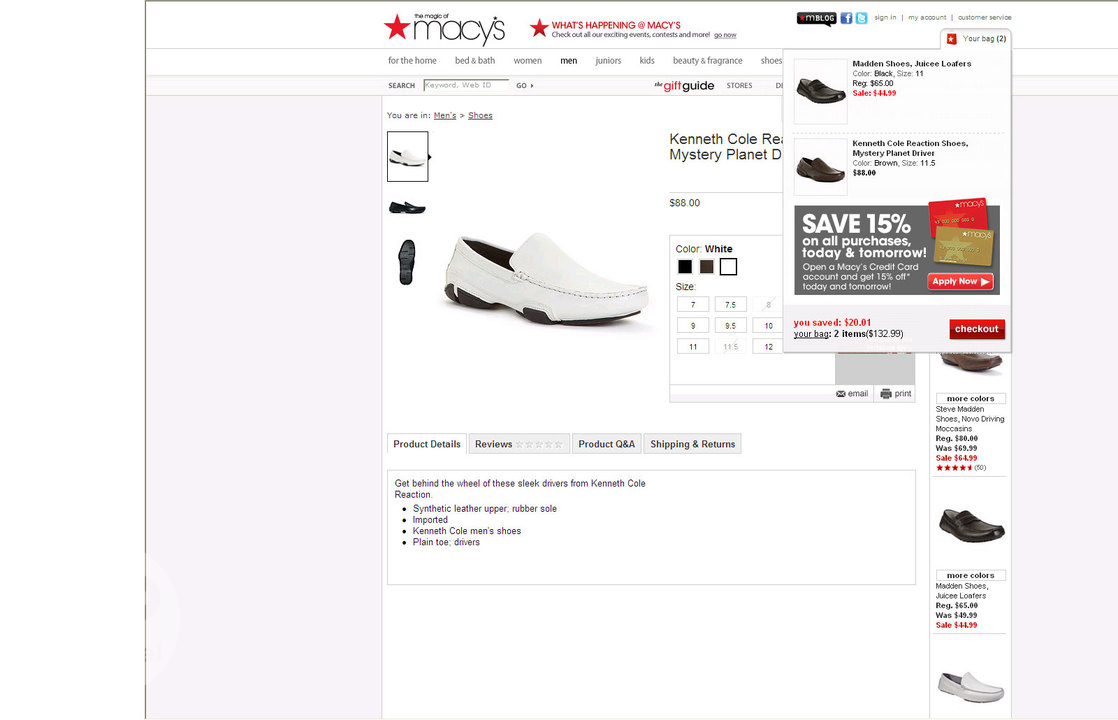 the magic of
macy's
WHAT'S HAPPENING @ MACY'S
Check out all our exciting events, contests and more! go now
mBLOG
sign in | my account | customer service
Your bag (2)
for the home bed & bath women men juniors kids beauty & fragrance shoes
SEARCH Keyword, Web ID GO
the gift guide STORES
You are in: Men's > Shoes
Kenneth Cole Rea
Mystery Planet D
$88.00
Color: White
Size:
7 7.5 8
9 9.5 10
11 11.5 12
email print
Madden Shoes, Juicee Loafers
Color: Black, Size: 11
Reg: $65.00
Sale: $44.99
Kenneth Cole Reaction Shoes,
Mystery Planet Driver
Color: Brown, Size: 11.5
$88.00
SAVE 15%
on all purchases,
today & tomorrow!
Open a Macy's Credit Card
account and get 15% off*
today and tomorrow!
macy's
macy's
Apply Now
you saved: $20.01
your bag: 2 items($132.99)
checkout
more colors
Steve Madden
Shoes, Novo Driving
Moccasins
Reg. $80.00
Was $69.99
Sale $64.99
(50)
more colors
Madden Shoes,
Juicee Loafers
Reg. $65.00
Was $49.99
Sale $44.99
Product Details Reviews Product Q&A Shipping & Returns
Get behind the wheel of these sleek drivers from Kenneth Cole
Reaction.
• Synthetic leather upper; rubber sole
• Imported
• Kenneth Cole men's shoes
• Plain toe; drivers